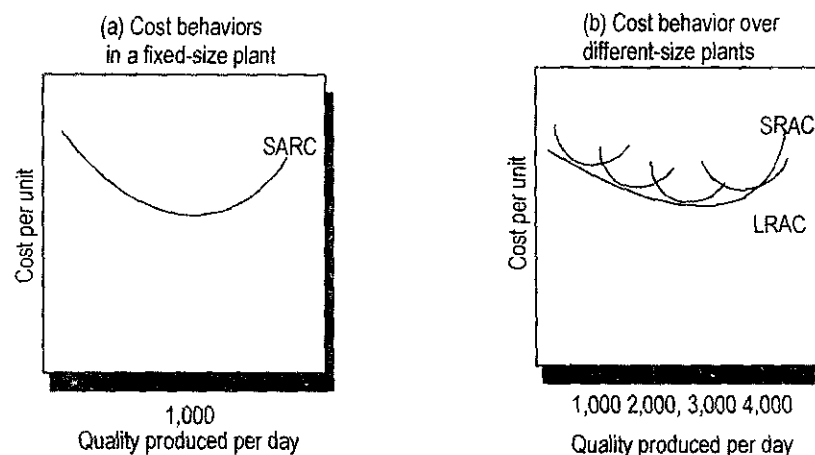 (a) Cost behaviors
in a fixed-size plant
SARC
Cost per unit
1,000
Quality produced per day
(b) Cost behavior over
different-size plants
SRAC
LRAC
Cost per unit
1,000 2,000, 3,000 4,000
Quality produced per day